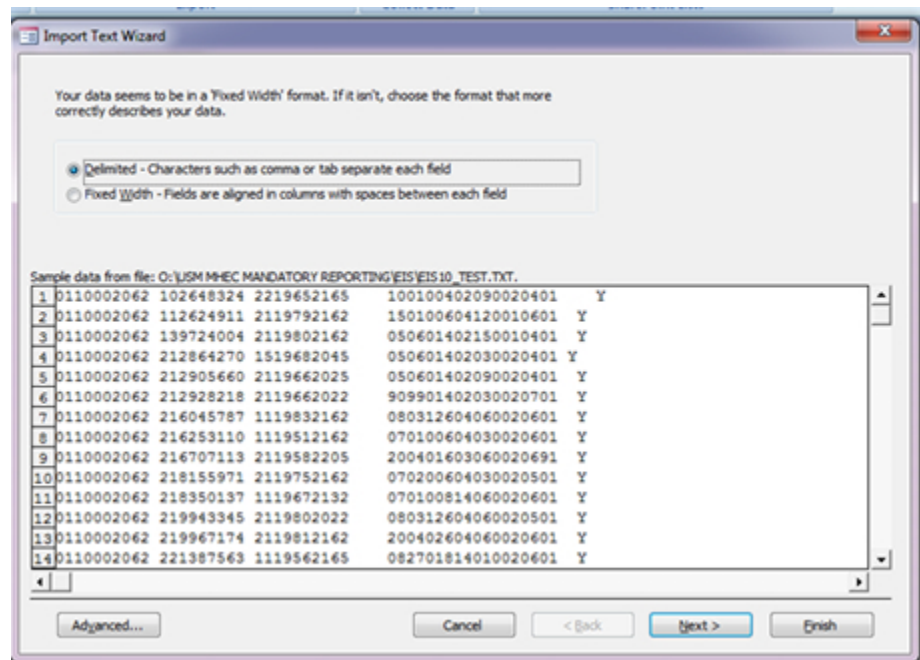 Import Text Wizard
Your data seems to be in a 'Fixed Width' format. If it isn't, choose the format that more
correctly describes your data.
Delimited - Characters such as comma or tab separate each field
Fixed Width - Fields are aligned in columns with spaces between each field
Sample data from file: O:\USM MHEC MANDATORY REPORTING\EIS\EIS10_TEST.TXT.
1 0110002062 102648324 2219652165 100100402090020401 Y
2 0110002062 112624911 2119792162 150100604120010601 Y
3 0110002062 139724004 2119802162 050601402150010401 Y
4 0110002062 212864270 1519682045 050601402030020401 Y
5 0110002062 212905660 2119662025 050601402090020401 Y
6 0110002062 212928218 2119662022 909901402030020701 Y
7 0110002062 216045787 1119832162 080312604060020601 Y
8 0110002062 216253110 1119512162 070100604030020601 Y
9 0110002062 216707113 2119582205 200401603060020691 Y
10 0110002062 218155971 2119752162 070200604030020501 Y
11 0110002062 218350137 1119672132 070100814060020601 Y
12 0110002062 219943345 2119802022 080312604060020501 Y
13 0110002062 219967174 2119812162 200402604060020601 Y
14 0110002062 221387563 1119562165 082701814010020601 Y
Advanced... Cancel < Back Next > Finish